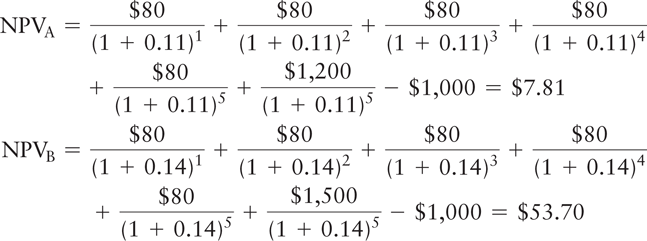 NPV_A = $80/(1 + 0.11)^1 + $80/(1 + 0.11)^2 + $80/(1 + 0.11)^3 + $80/(1 + 0.11)^4
+ $80/(1 + 0.11)^5 + $1,200/(1 + 0.11)^5 − $1,000 = $7.81
NPV_B = $80/(1 + 0.14)^1 + $80/(1 + 0.14)^2 + $80/(1 + 0.14)^3 + $80/(1 + 0.14)^4
+ $80/(1 + 0.14)^5 + $1,500/(1 + 0.14)^5 − $1,000 = $53.70